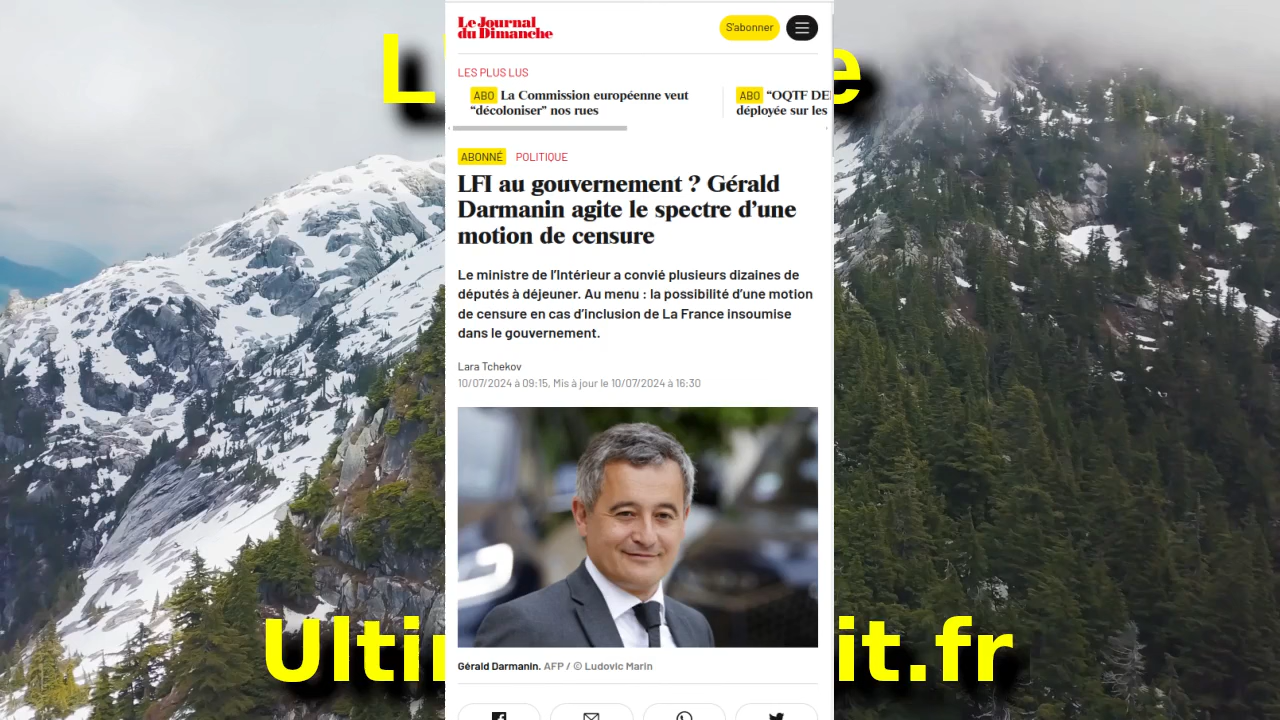 L
e
Le Journal
du Dimanche
S'abonner
LES PLUS LUS
ABO La Commission européenne veut
“décoloniser” nos rues
ABO “OQTF
déployée sur les
ABONNÉ POLITIQUE
LFI au gouvernement ? Gérald
Darmanin agite le spectre d’une
motion de censure
Le ministre de l’Intérieur a convié plusieurs dizaines de
députés à déjeuner. Au menu : la possibilité d’une motion
de censure en cas d’inclusion de La France insoumise
dans le gouvernement.
Lara Tchekov
10/07/2024 à 09:15, Mis à jour le 10/07/2024 à 16:30
Ulti
it.fr
Gérald Darmanin. AFP / © Ludovic Marin